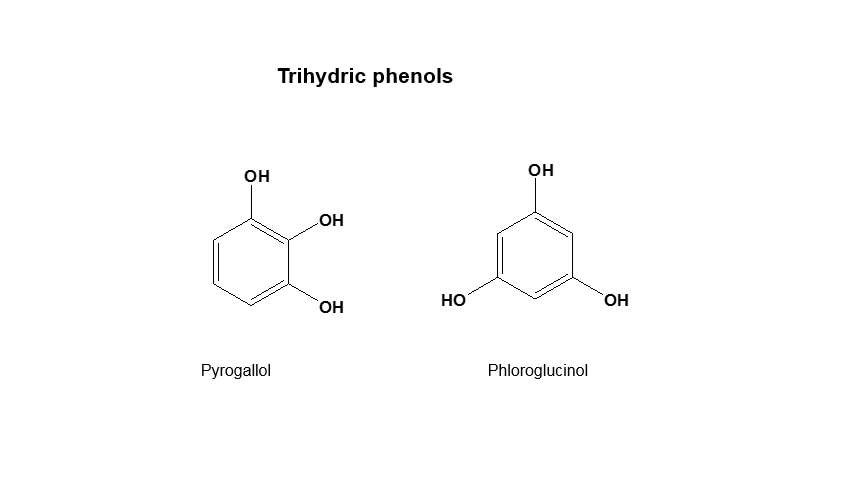 Trihydric phenols
OH
OH
OH
Pyrogallol
OH
HO
OH
Phloroglucinol